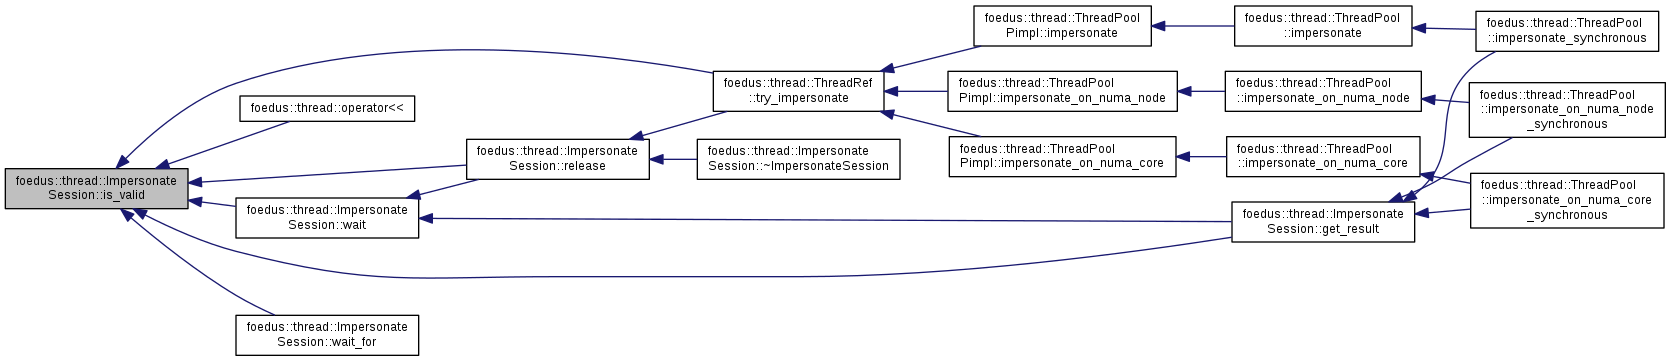 foedus::thread::Impersonate
Session::is_valid
foedus::thread::operator<<
foedus::thread::Impersonate
Session::wait
foedus::thread::Impersonate
Session::wait_for
foedus::thread::Impersonate
Session::release
foedus::thread::ThreadRef
::try_impersonate
foedus::thread::Impersonate
Session::~ImpersonateSession
foedus::thread::ThreadPool
Pimpl::impersonate
foedus::thread::ThreadPool
Pimpl::impersonate_on_numa_node
foedus::thread::ThreadPool
Pimpl::impersonate_on_numa_core
foedus::thread::ThreadPool
::impersonate
foedus::thread::ThreadPool
::impersonate_on_numa_node
foedus::thread::ThreadPool
::impersonate_on_numa_core
foedus::thread::Impersonate
Session::get_result
foedus::thread::ThreadPool
::impersonate_synchronous
foedus::thread::ThreadPool
::impersonate_on_numa_node
_synchronous
foedus::thread::ThreadPool
::impersonate_on_numa_core
_synchronous